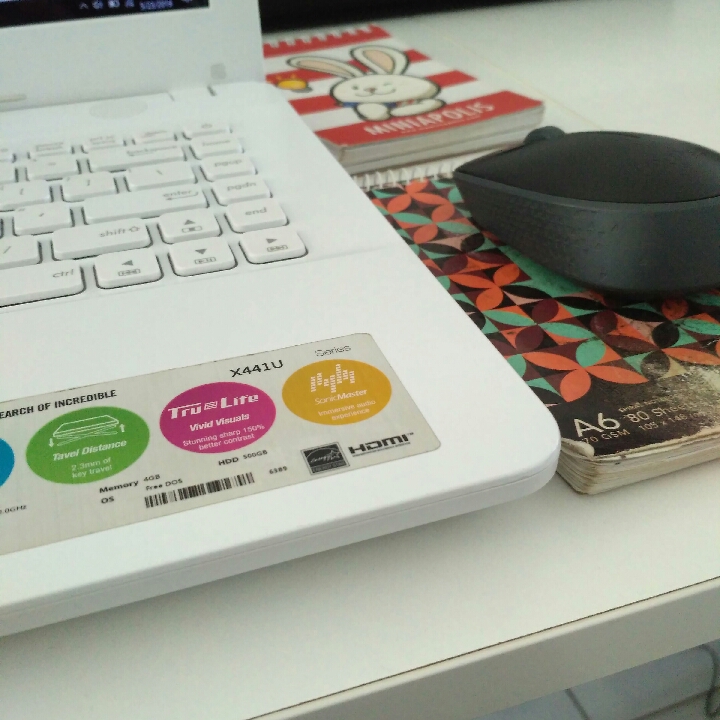 MINIAPOLIS
pgup
enter
pgdn
shift
end
ctrl
X441U
Series
EARCH OF INCREDIBLE
Tru2Life
Vivid Visuals
Stunning sharp 150%
better contrast
SonicMaster
Immersive audio
experience
Tavel Distance
2.3mm of
key travel
Memory 4GB
HDD 500GB
6389
OS Free DOS
HDMI
A6 80
70 GSM 105 x 148